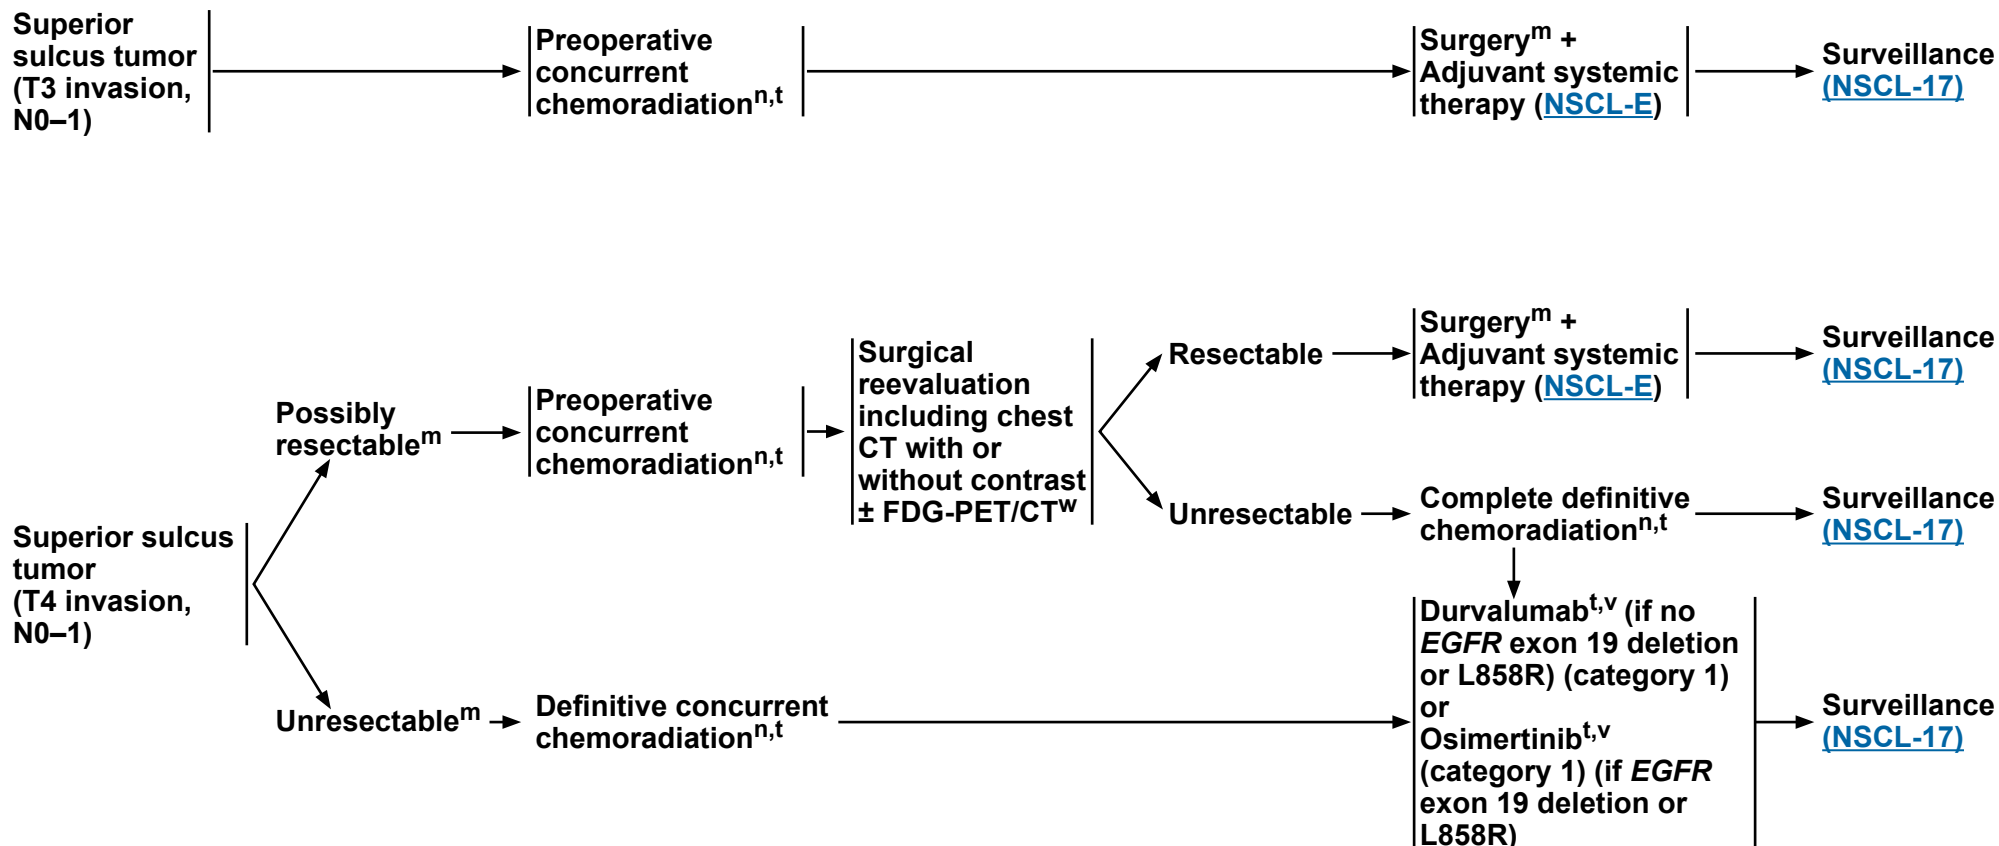 Superior
sulcus tumor
(T3 invasion,
N0–1)
Preoperative
concurrent
chemoradiationn,t
Surgerym +
Adjuvant systemic
therapy (NSCL-E)
Surveillance
(NSCL-17)
Superior sulcus
tumor
(T4 invasion,
N0–1)
Possibly
resectablem
Preoperative
concurrent
chemoradiationn,t
Surgical
reevaluation
including chest
CT with or
without contrast
± FDG-PET/CTw
Resectable
Surgerym +
Adjuvant systemic
therapy (NSCL-E)
Surveillance
(NSCL-17)
Unresectable
Complete definitive
chemoradiationn,t
Surveillance
(NSCL-17)
Unresectablem
Definitive concurrent
chemoradiationn,t
Durvalumabt,v (if no
EGFR exon 19 deletion
or L858R) (category 1)
or
Osimertinibt,v
(category 1) (if EGFR
exon 19 deletion or
L858R)
Surveillance
(NSCL-17)